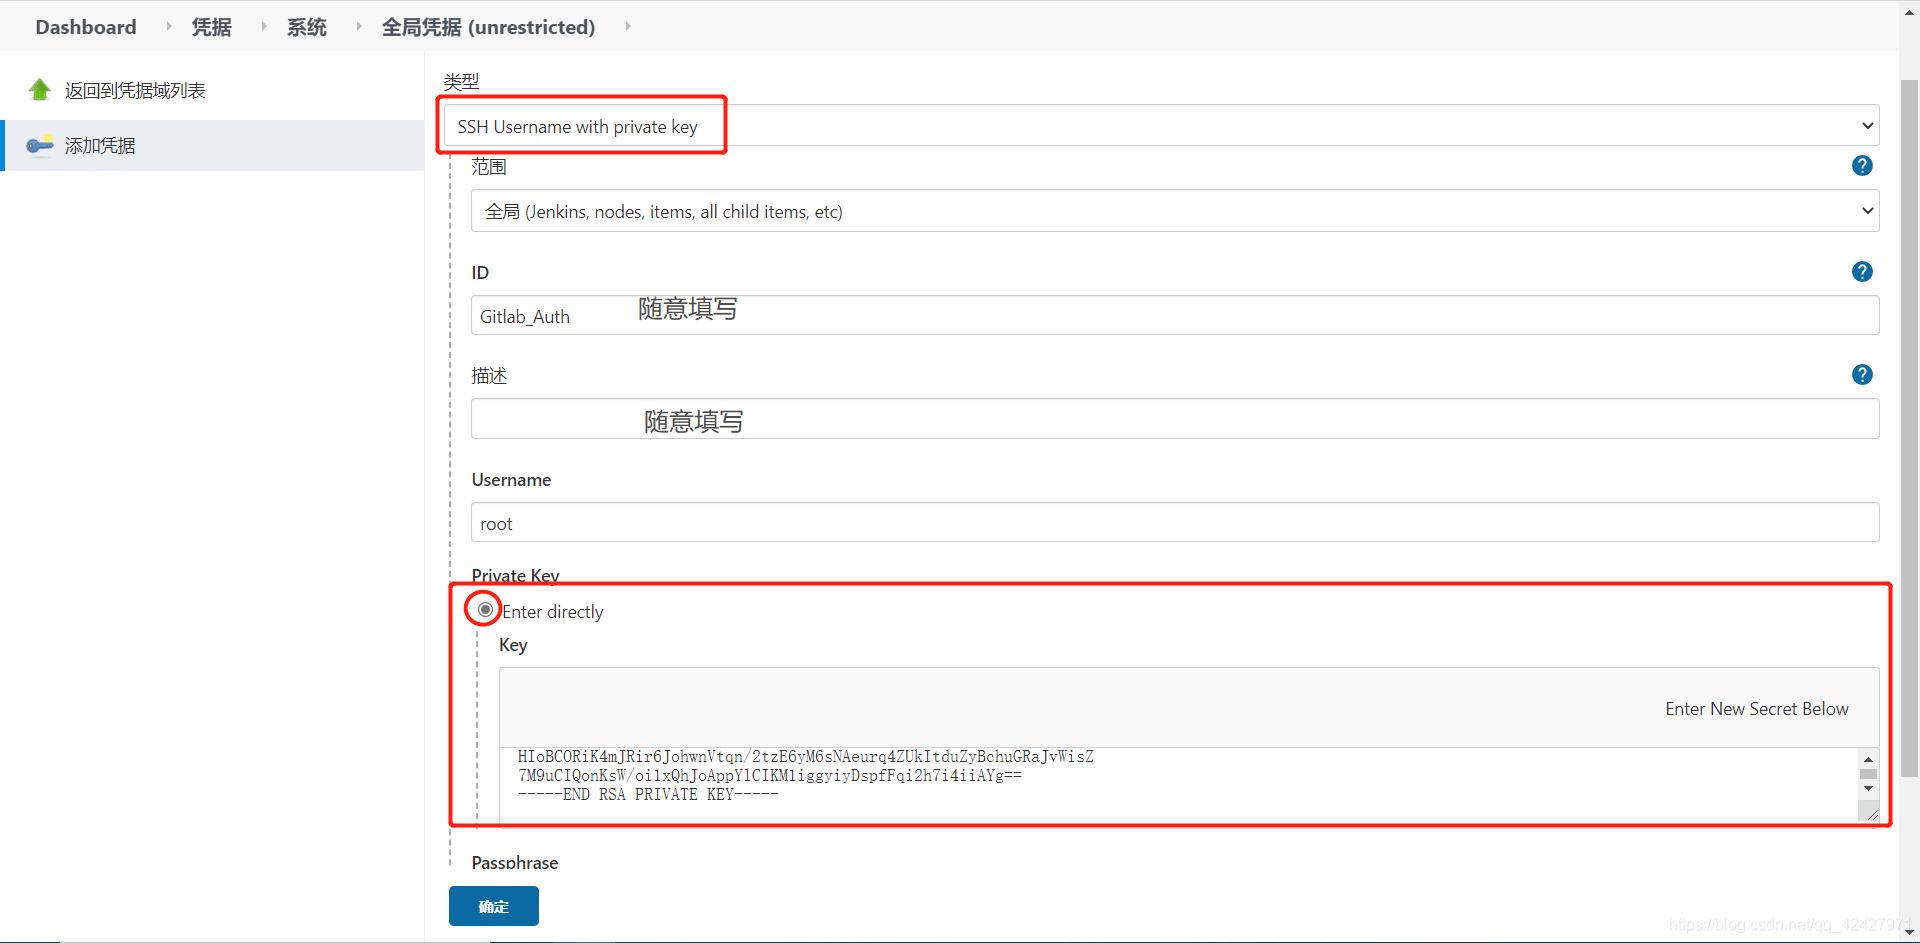 Dashboard 凭据 系统 全局凭据 (unrestricted)
返回到凭据域列表
添加凭据
类型
SSH Username with private key
范围
全局 (Jenkins, nodes, items, all child items, etc)
ID
Gitlab_Auth 随意填写
描述
随意填写
Username
root
Private Key
Enter directly
Key
Enter New Secret Below
HIoBCORiK4mJRir6JohwnVtqn/2tzE6yM6sNAeurq4ZUkItduZyBchuGRaJvWisZ
7M9uCIQonKsW/oilxQhJoAppYlCIKMliggyiyDspfFqi2h7i4iiAYg==
-----END RSA PRIVATE KEY-----
Passphrase
确定
https://blog.csdn.net/qq_42427971